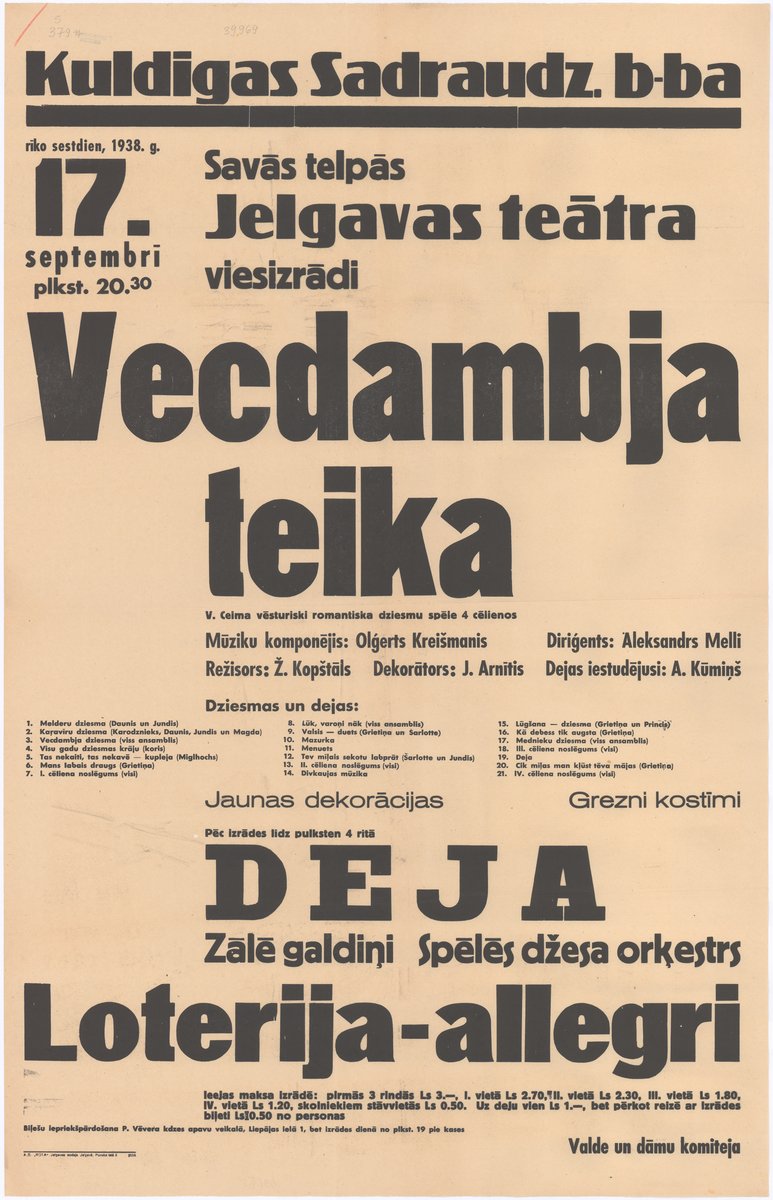 5
379
39,969
Kuldigas Sadraudz. b-ba
rīko sestdien, 1938. g.
17.
septembrī
plkst. 20.30
Savās telpās
Jelgavas teātra
viesizrādi
Vecdambja
teika
V. Ceima vēsturiski romantiska dziesmu spēle 4 cēlienos
Mūziku komponējis: Oļģerts Kreišmanis Diriģents: Aleksandrs Melli
Režisors: Ž. Kopštāls Dekorātors: J. Arnītis Dejas iestudējusi: A. Kūmiņš
Dziesmas un dejas:
1. Melderu dziesma (Daunis un Jundis)
2. Kaŗaviru dziesma (Karodznieks, Daunis, Jundis un Magda)
3. Vecdambja dziesma (viss ansamblis)
4. Visu gadu dziesmas krāju (koris)
5. Tas nekait, tas nekavē — kupleja (Miglhochs)
6. Mans labais draugs (Grietiņa)
7. I. cēliena noslēgums (visi)
8. Lūk, varoņi nāk (viss ansamblis)
9. Valsis — duets (Grietiņa un Šarlotte)
10. Mazurka
11. Menuets
12. Tev mīļais sekotu labprāt (Šarlotte un Jundis)
13. II. cēliena noslēgums (visi)
14. Divkaujas mūzika
15. Lūgšana — dziesma (Grietiņa un Princis)
16. Kā debess tik augsta (Grietiņa)
17. Mednieku dziesma (viss ansamblis)
18. III. cēliena noslēgums (visi)
19. Deja
20. Cik mīļas man kļūst tēva mājas (Grietiņa)
21. IV. cēliena noslēgums (visi)
Jaunas dekorācijas Grezni kostīmi
Pēc izrādes līdz pulksten 4 rītā
DEJA
Zālē galdiņi Spēlēs džesa orķestrs
Loterija-allegri
Ieejas maksa izrādē: pirmās 3 rindās Ls 3.—, I. vietā Ls 2.70, II. vietā Ls 2.30, III. vietā Ls 1.80,
IV. vietā Ls 1.20, skolniekiem stāvvietās Ls 0.50. Uz deju vien Ls 1.—, bet pērkot reizē ar izrādes
biļeti Ls 0.50 no personas
Biļešu iepriekšpārdošana P. Vēvera kdzes apavu veikalā, Liepājas ielā 1, bet izrādes dienā no plkst. 19 pie kases
Valde un dāmu komiteja